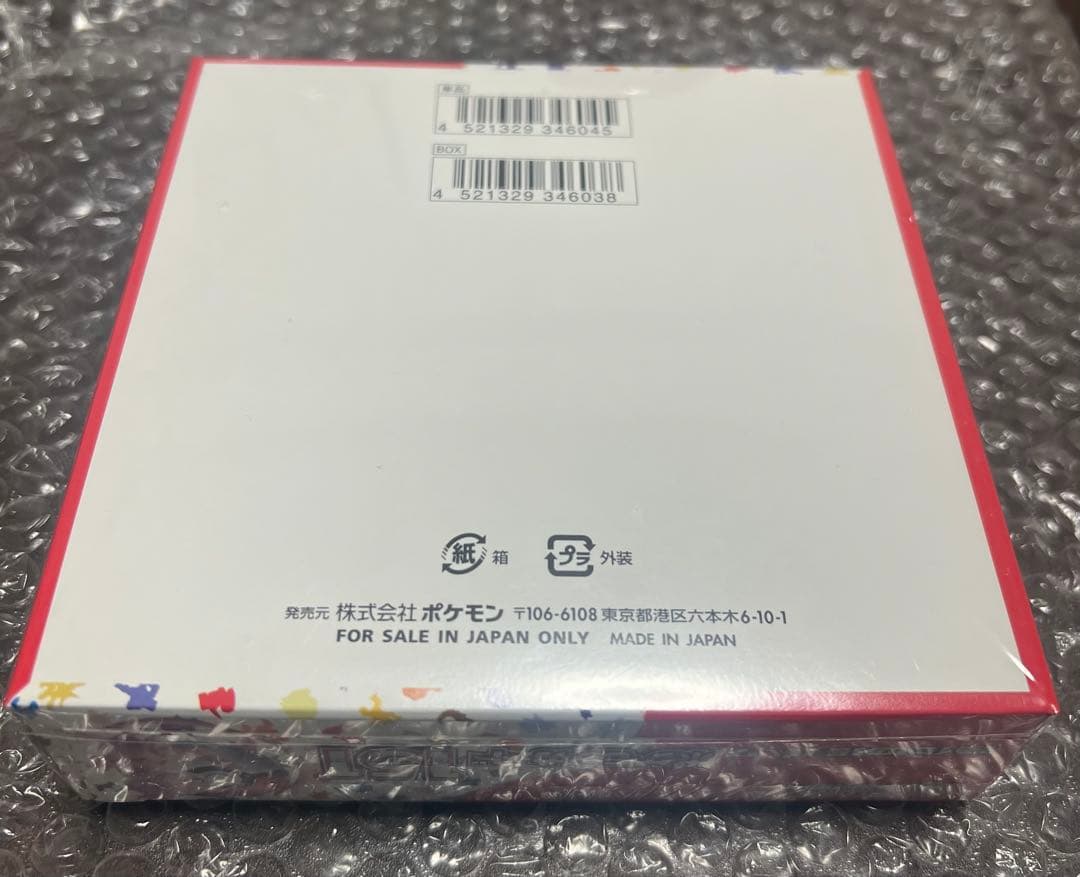 単品
4 521329 346045
BOX
4 521329 346038
紙 箱 プラ 外装
発売元 株式会社 ポケモン 〒106-6108 東京都港区六本木6-10-1
FOR SALE IN JAPAN ONLY MADE IN JAPAN